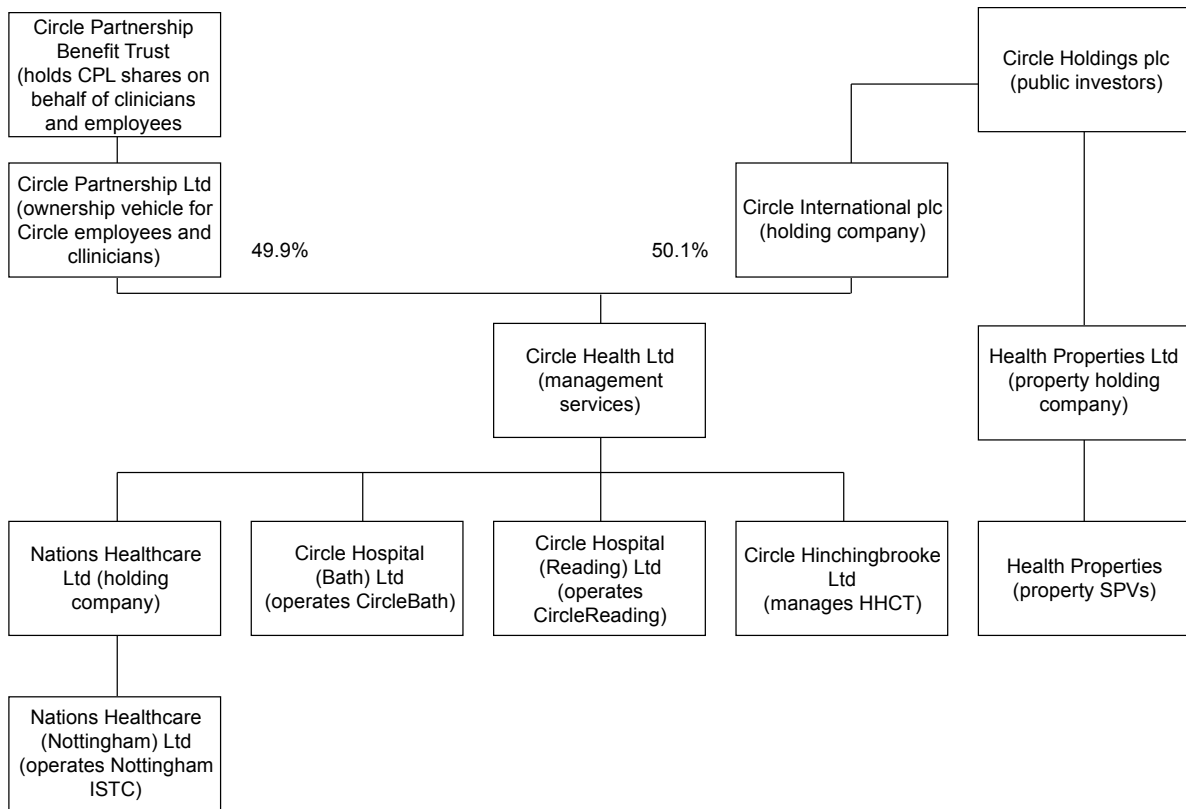 Circle Partnership
Benefit Trust
(holds CPL shares on
behalf of clinicians
and employees
Circle Holdings plc
(public investors)
Circle Partnership Ltd
(ownership vehicle for
Circle employees and
cllinicians)
49.9%
50.1%
Circle International plc
(holding company)
Circle Health Ltd
(management
services)
Health Properties Ltd
(property holding
company)
Nations Healthcare
Ltd (holding
company)
Circle Hospital
(Bath) Ltd
(operates CircleBath)
Circle Hospital
(Reading) Ltd
(operates
CircleReading)
Circle Hinchingbrooke
Ltd
(manages HHCT)
Health Properties
(property SPVs)
Nations Healthcare
(Nottingham) Ltd
(operates Nottingham
ISTC)